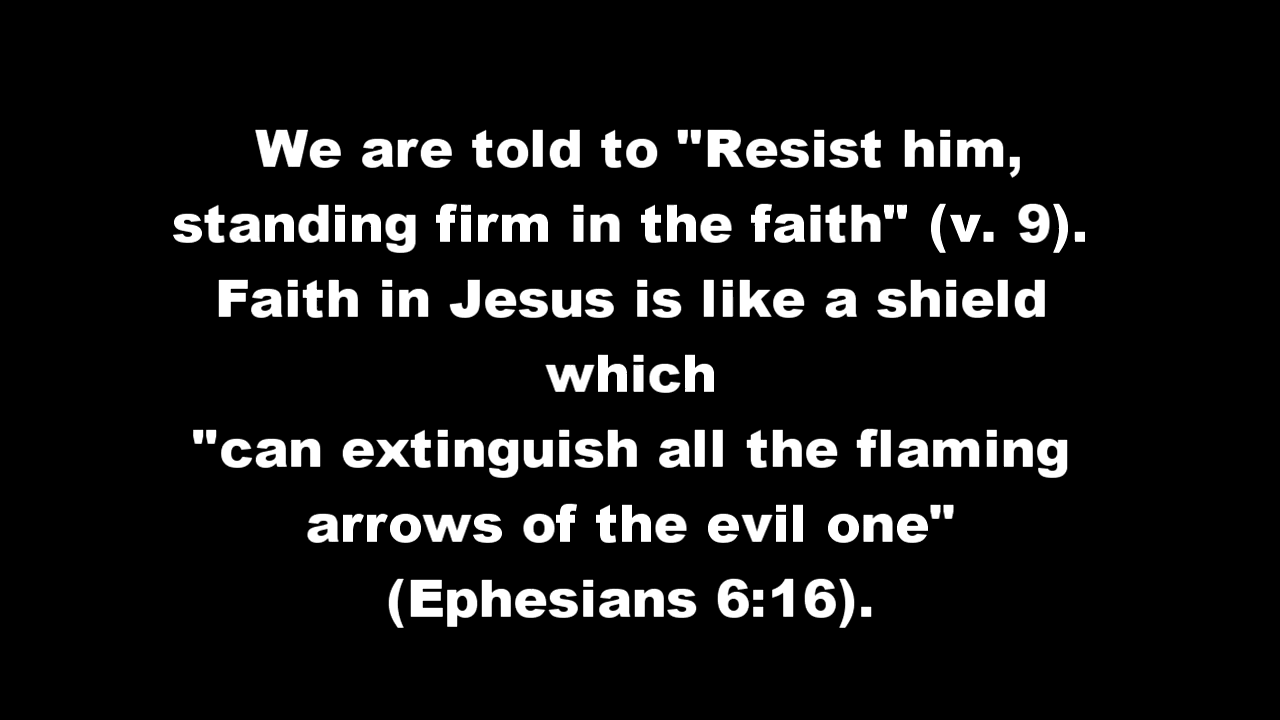 We are told to "Resist him,
standing firm in the faith" (v. 9).
Faith in Jesus is like a shield
which
"can extinguish all the flaming
arrows of the evil one"
(Ephesians 6:16).